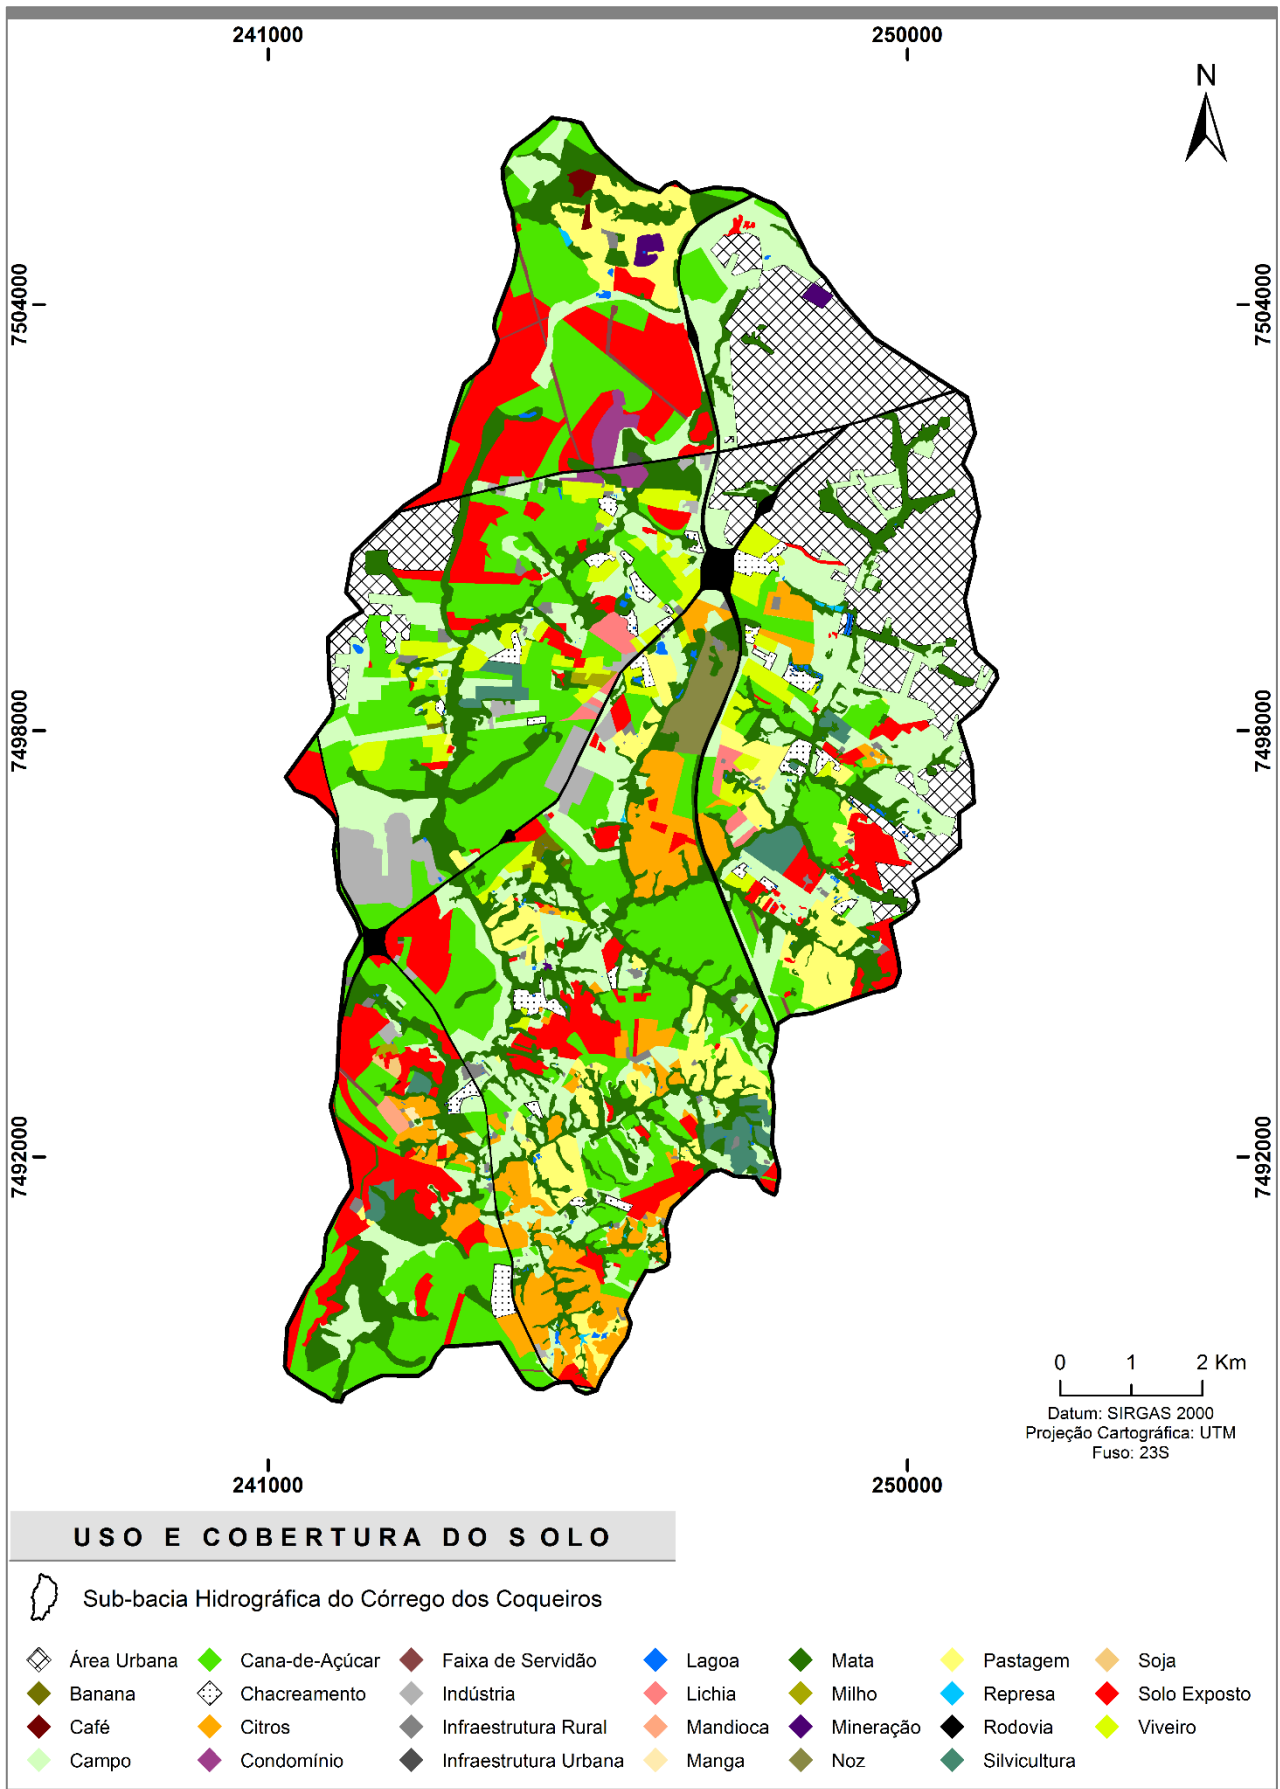 241000 250000
N
7504000 7504000
7498000 7498000
7492000 7492000
0 1 2 Km
Datum: SIRGAS 2000
Projeção Cartográfica: UTM
Fuso: 23S
241000 250000
USO E COBERTURA DO SOLO
Sub-bacia Hidrográfica do Córrego dos Coqueiros
Área Urbana Cana-de-Açúcar Faixa de Servidão Lagoa Mata Pastagem Soja
Banana Chacreamento Indústria Lichia Milho Represa Solo Exposto
Café Citros Infraestrutura Rural Mandioca Mineração Rodovia Viveiro
Campo Condomínio Infraestrutura Urbana Manga Noz Silvicultura